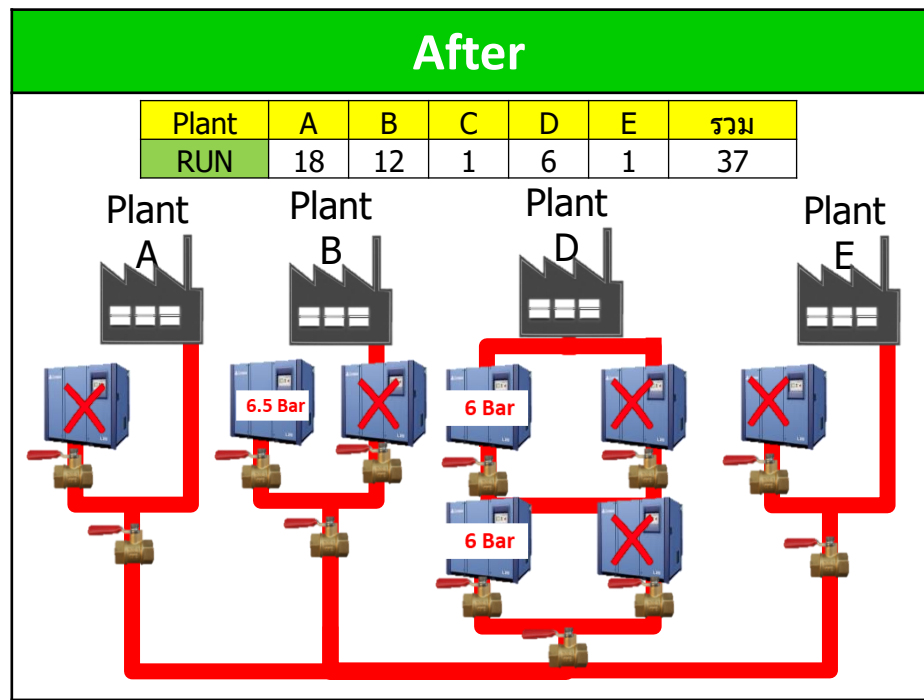 After
Plant A B C D E รวม
RUN 18 12 1 6 1 37
Plant
A
Plant
B
Plant
D
Plant
E
6.5 Bar
6 Bar
6 Bar